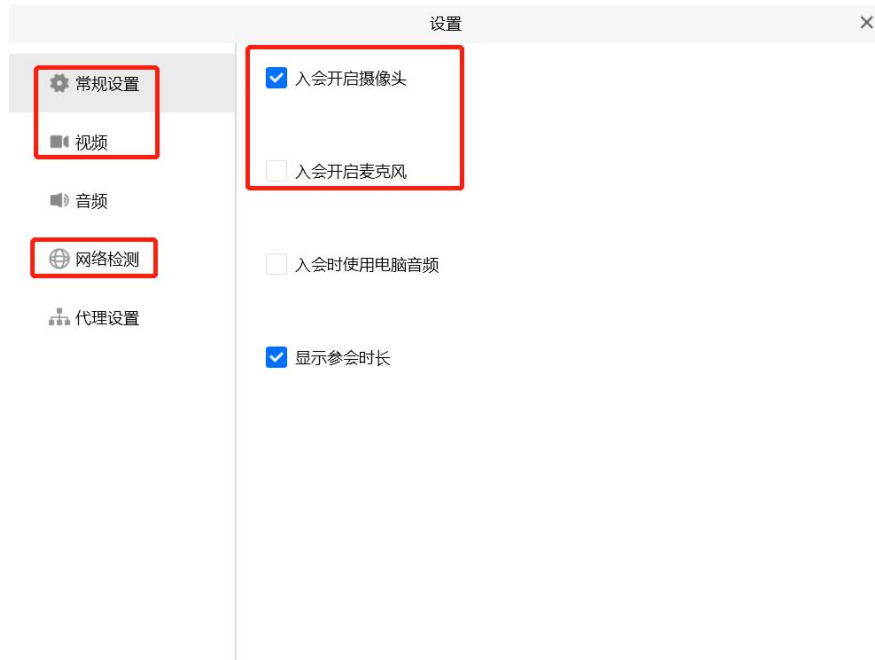 设置
常规设置
视频
音频
网络检测
代理设置
入会开启摄像头
入会开启麦克风
入会时使用电脑音频
显示参会时长